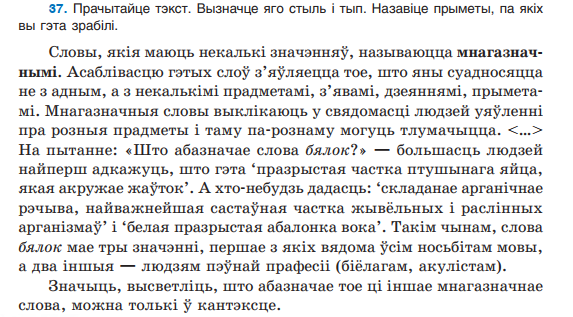 37. Прачытайце тэкст. Вызначце яго стыль і тып. Назавіце прыметы, па якіх
вы гэта зрабілі.
Словы, якія маюць некалькі значэнняў, называюцца мнагазнач-
нымі. Асаблівасцю гэтых слоў з’яўляецца тое, што яны суадносяцца
не з адным, а з некалькімі прадметамі, з’явамі, дзеяннямі, прымета-
мі. Мнагазначныя словы выклікаюць у свядомасці людзей уяўленні
пра розныя прадметы і таму па-рознаму могуць тлумачыцца. <...>
На пытанне: «Што абазначае слова бялок?» — большасць людзей
найперш адкажуць, што гэта ‘празрыстая частка птушынага яйца,
якая акружае жаўток’. А хто-небудзь дадасць: ‘складанае арганічнае
рэчыва, найважнейшая састаўная частка жывёльных і раслінных
арганізмаў’ і ‘белая празрыстая абалонка вока’. Такім чынам, слова
бялок мае тры значэнні, першае з якіх вядома ўсім носьбітам мовы,
а два іншыя — людзям пэўнай прафесіі (біёлагам, акулістам).
Значыць, высветліць, што абазначае тое ці іншае мнагазначнае
слова, можна толькі ў кантэксце.